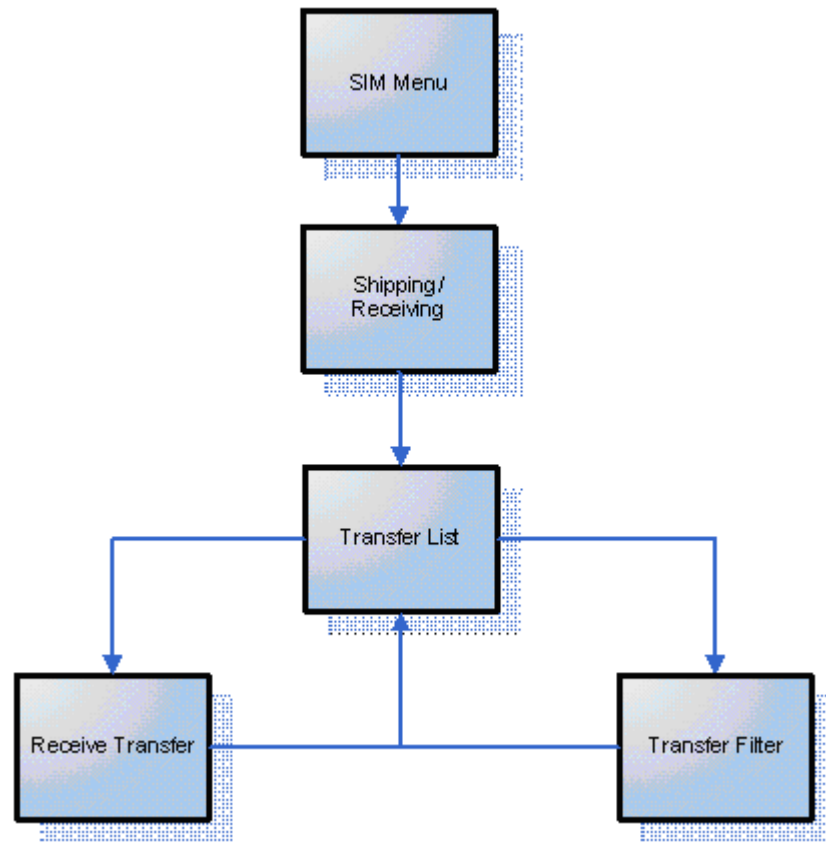 SIM Menu
Shipping/
Receiving
Transfer List
Receive Transfer
Transfer Filter